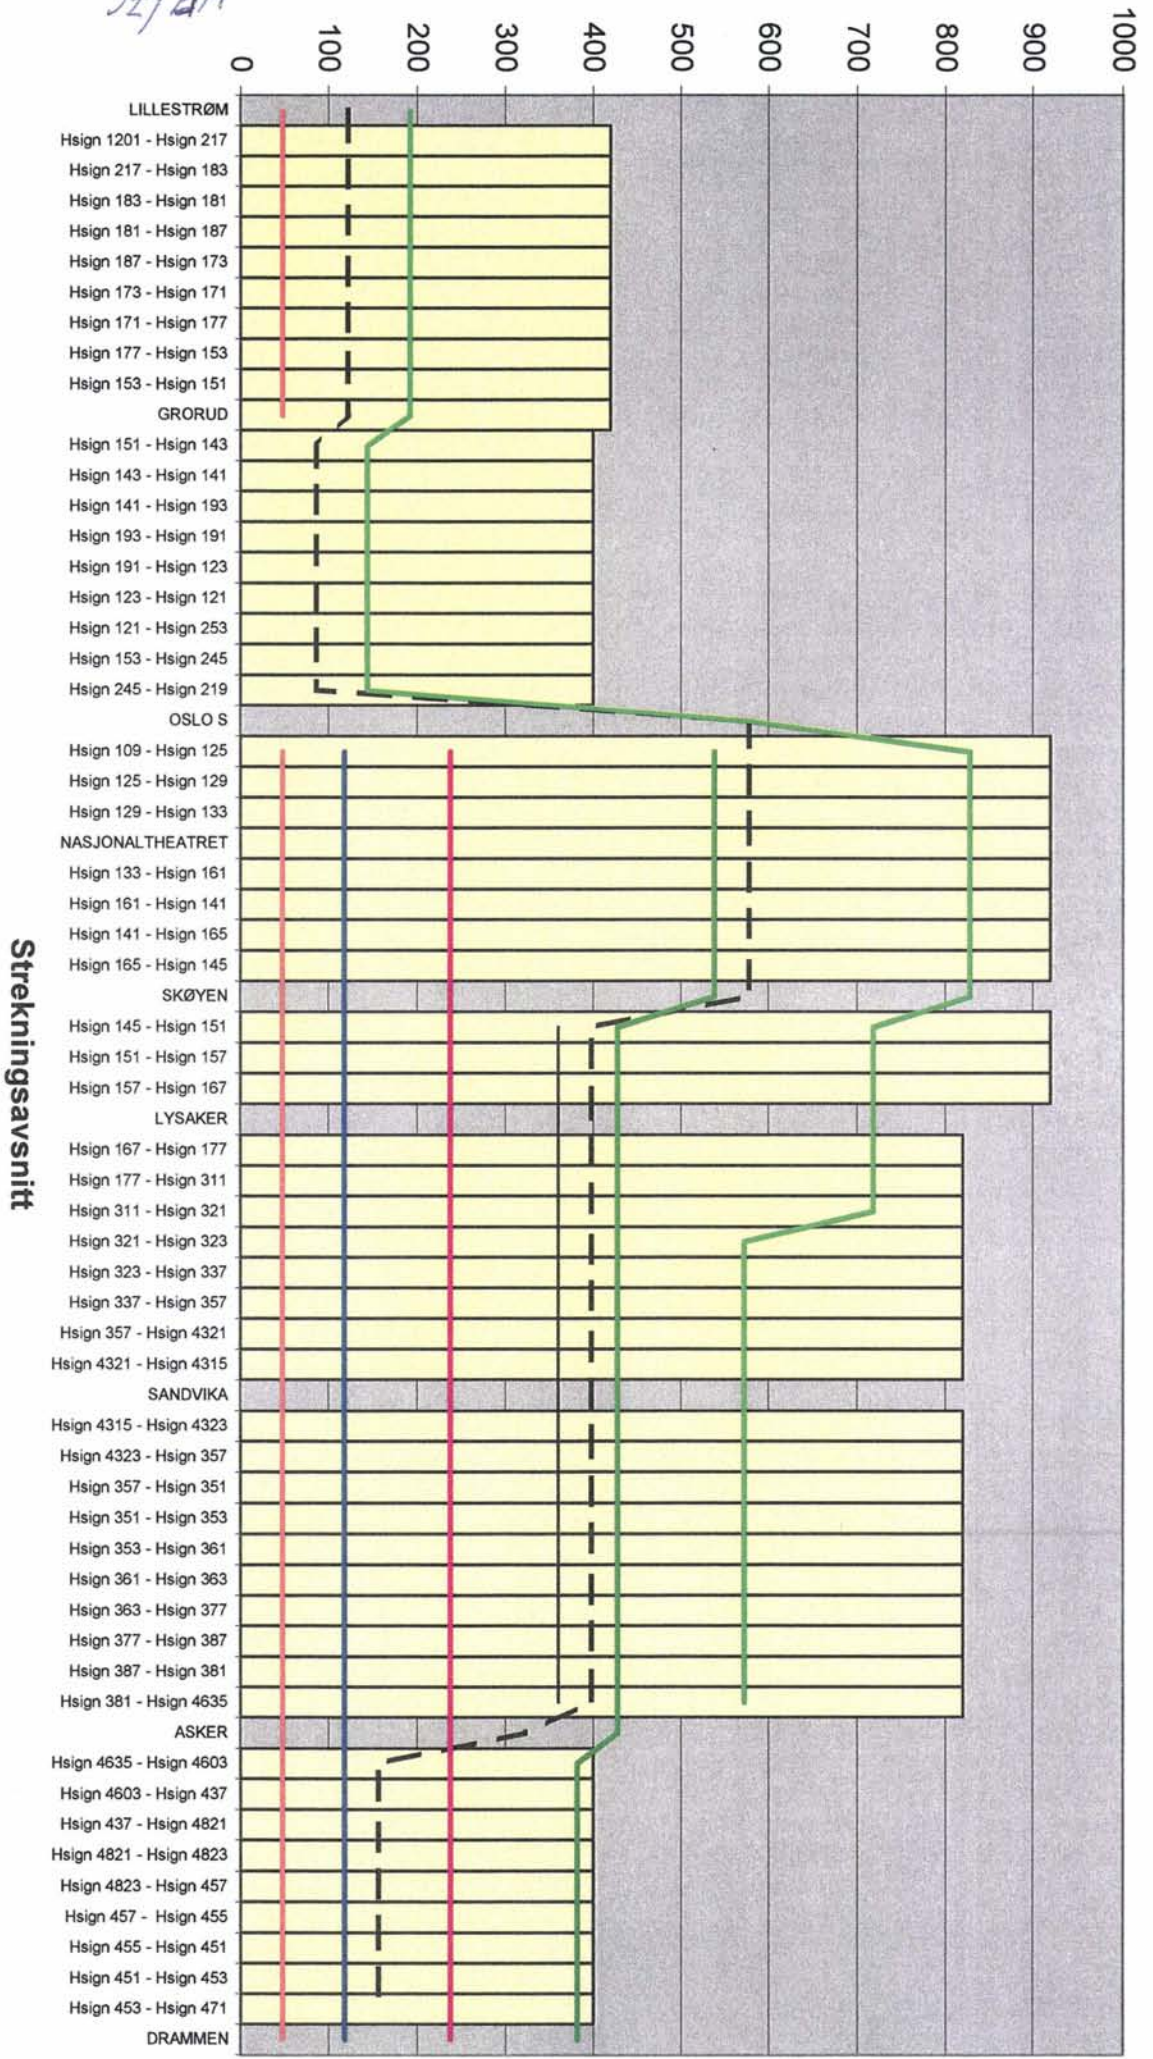 0
100
200
300
400
500
600
700
800
900
1000
LILLESTRØM
Hsign 1201 - Hsign 217
Hsign 217 - Hsign 183
Hsign 183 - Hsign 181
Hsign 181 - Hsign 187
Hsign 187 - Hsign 173
Hsign 173 - Hsign 171
Hsign 171 - Hsign 177
Hsign 177 - Hsign 153
Hsign 153 - Hsign 151
GRORUD
Hsign 151 - Hsign 143
Hsign 143 - Hsign 141
Hsign 141 - Hsign 193
Hsign 193 - Hsign 191
Hsign 191 - Hsign 123
Hsign 123 - Hsign 121
Hsign 121 - Hsign 253
Hsign 153 - Hsign 245
Hsign 245 - Hsign 219
OSLO S
Hsign 109 - Hsign 125
Hsign 125 - Hsign 129
Hsign 129 - Hsign 133
NASJONALTHEATRET
Hsign 133 - Hsign 161
Hsign 161 - Hsign 141
Hsign 141 - Hsign 165
Hsign 165 - Hsign 145
SKØYEN
Hsign 145 - Hsign 151
Hsign 151 - Hsign 157
Hsign 157 - Hsign 167
LYSAKER
Hsign 167 - Hsign 177
Hsign 177 - Hsign 311
Hsign 311 - Hsign 321
Hsign 321 - Hsign 323
Hsign 323 - Hsign 337
Hsign 337 - Hsign 357
Hsign 357 - Hsign 4321
Hsign 4321 - Hsign 4315
SANDVIKA
Hsign 4315 - Hsign 4323
Hsign 4323 - Hsign 357
Hsign 357 - Hsign 351
Hsign 351 - Hsign 353
Hsign 353 - Hsign 361
Hsign 361 - Hsign 363
Hsign 363 - Hsign 377
Hsign 377 - Hsign 387
Hsign 387 - Hsign 381
Hsign 381 - Hsign 4635
ASKER
Hsign 4635 - Hsign 4603
Hsign 4603 - Hsign 437
Hsign 437 - Hsign 4821
Hsign 4821 - Hsign 4823
Hsign 4823 - Hsign 457
Hsign 457 -  Hsign 455
Hsign 455 - Hsign 451
Hsign 451 - Hsign 453
Hsign 453 - Hsign 471
DRAMMEN
Strekningsavsnitt